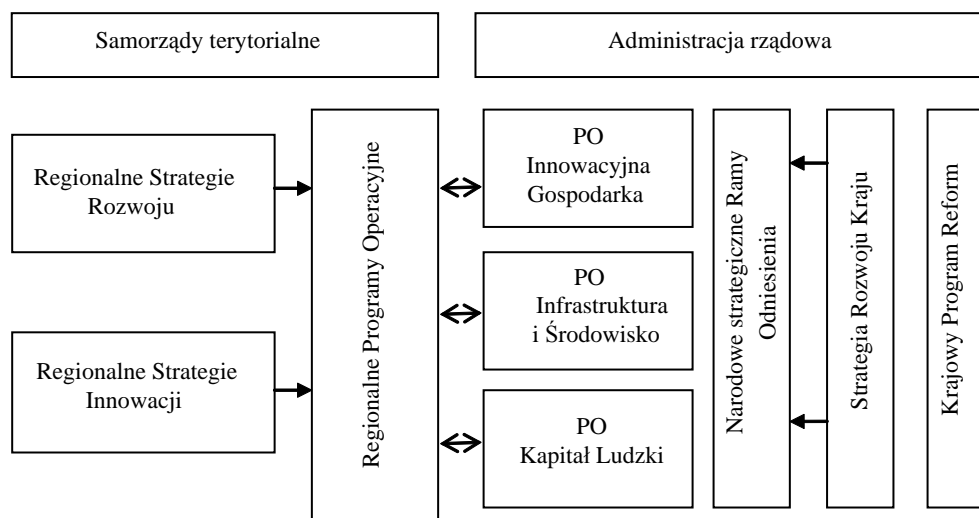 Samorządy terytorialne
Administracja rządowa
Regionalne Strategie
Rozwoju
Regionalne Strategie
Innowacji
Regionalne Programy Operacyjne
PO
Innowacyjna
Gospodarka
PO
Infrastruktura
i Środowisko
PO
Kapitał Ludzki
Narodowe strategiczne Ramy
Odniesienia
Strategia Rozwoju Kraju
Krajowy Program Reform